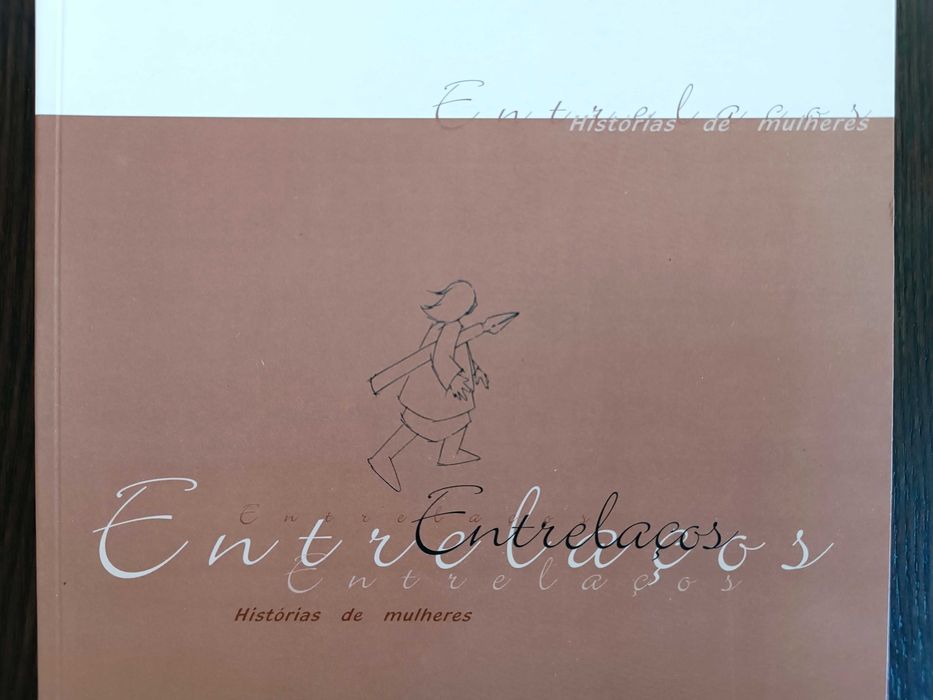 Entrelaços
Histórias de mulheres
Entrelaços
Entrelaços
Entrelaços
Entrelaços
Histórias de mulheres